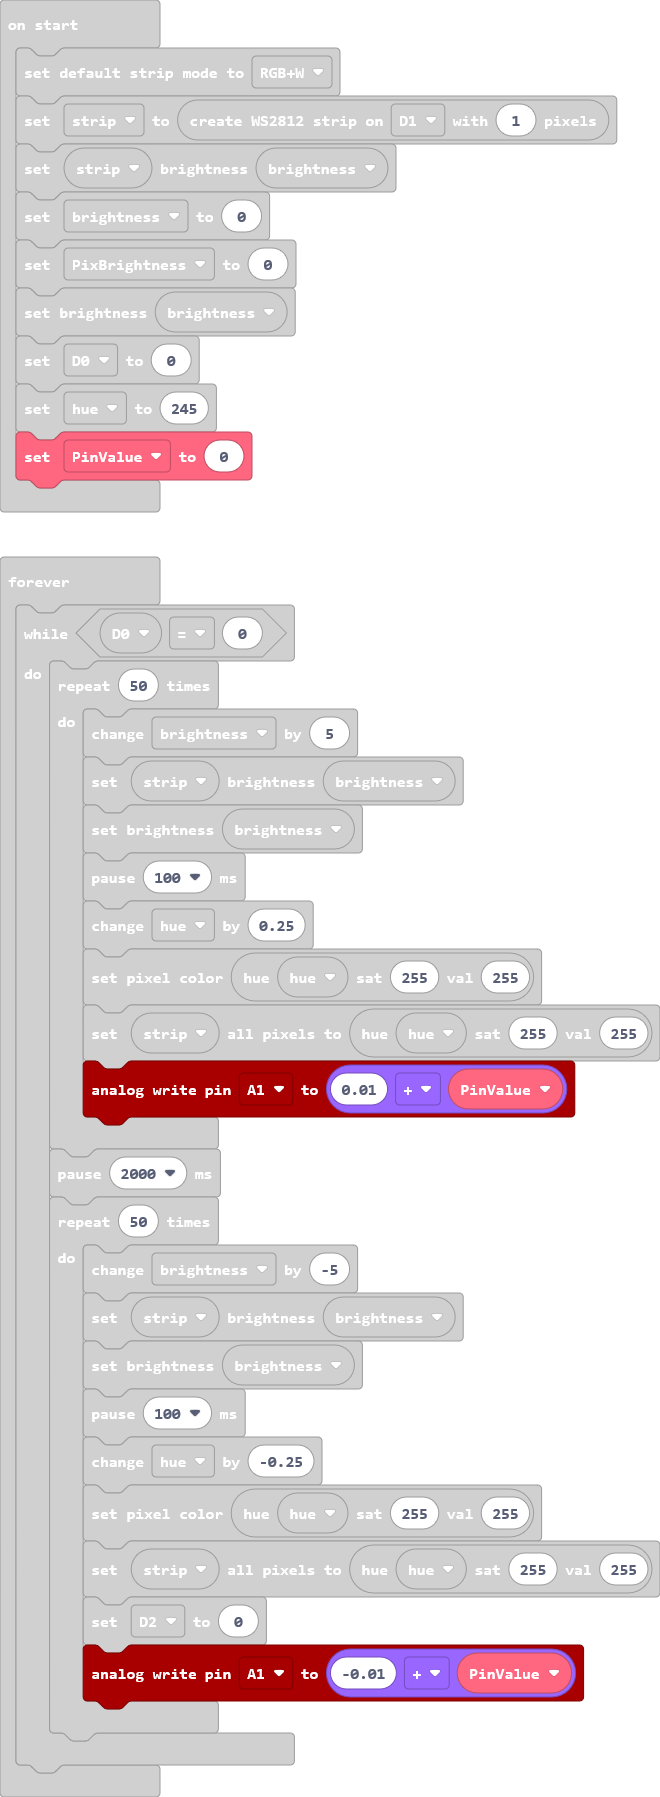 on start
set default strip mode to RGB+W
set strip to create WS2812 strip on D1 with 1 pixels
set strip brightness brightness
set brightness to 0
set PixBrightness to 0
set brightness brightness
set D0 to 0
set hue to 245
set PinValue to 0
forever
while D0 = 0
do repeat 50 times
do change brightness by 5
set strip brightness brightness
set brightness brightness
pause 100 ms
change hue by 0.25
set pixel color hue hue sat 255 val 255
set strip all pixels to hue hue sat 255 val 255
analog write pin A1 to 0.01 + PinValue
pause 2000 ms
repeat 50 times
do change brightness by -5
set strip brightness brightness
set brightness brightness
pause 100 ms
change hue by -0.25
set pixel color hue hue sat 255 val 255
set strip all pixels to hue hue sat 255 val 255
set D2 to 0
analog write pin A1 to -0.01 + PinValue